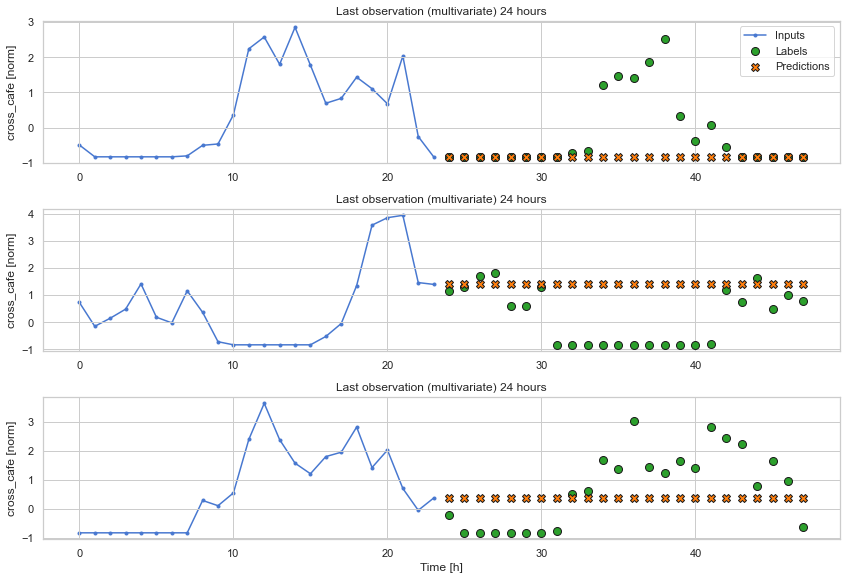 Last observation (multivariate) 24 hours
cross_cafe [norm]
3
2
1
0
−1
Inputs
Labels
Predictions
0 10 20 30 40
Last observation (multivariate) 24 hours
cross_cafe [norm]
4
3
2
1
0
−1
0 10 20 30 40
Last observation (multivariate) 24 hours
cross_cafe [norm]
3
2
1
0
−1
0 10 20 30 40
Time [h]